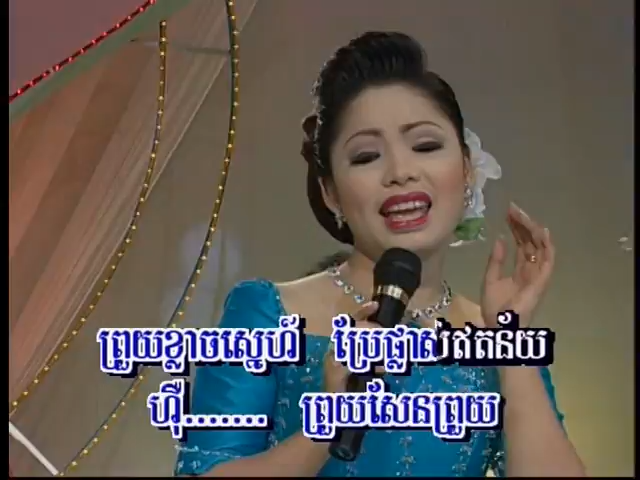 ព្រួយខ្លាចស្នេហ៍ ប្រែផ្លាស់ឥតន័យ
ហ៊ឺ....... ព្រួយសែនព្រួយ